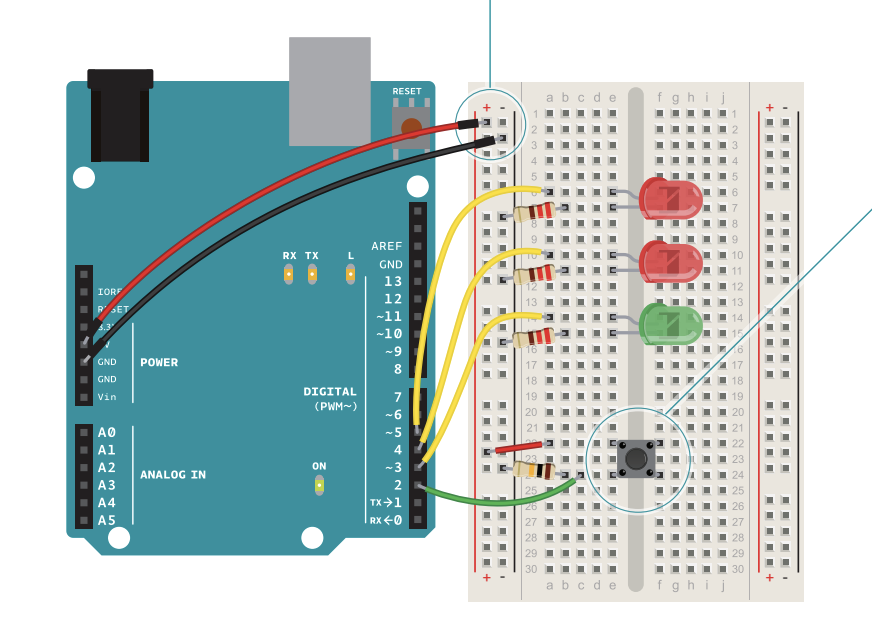 RESET
AREF
GND
RX TX L
13
12
~11
~10
~9
8
7
~6
~5
4
~3
2
TX→1
RX←0
DIGITAL
(PWM~)
IOREF
RESET
3.3V
GND
GND
Vin
POWER
A0
A1
A2
A3
A4
A5
ANALOG IN
ON
+ -
a b c d e
f g h i j
+ -
1
2
3
4
5
6
7
8
9
10
11
12
13
14
15
16
17
18
19
20
21
22
23
25
26
27
28
29
30
1
2
3
4
5
6
7
8
9
10
11
12
13
14
15
16
17
18
19
20
21
22
23
24
25
26
27
28
29
30
+ -
a b c d e
f g h i j
+ -